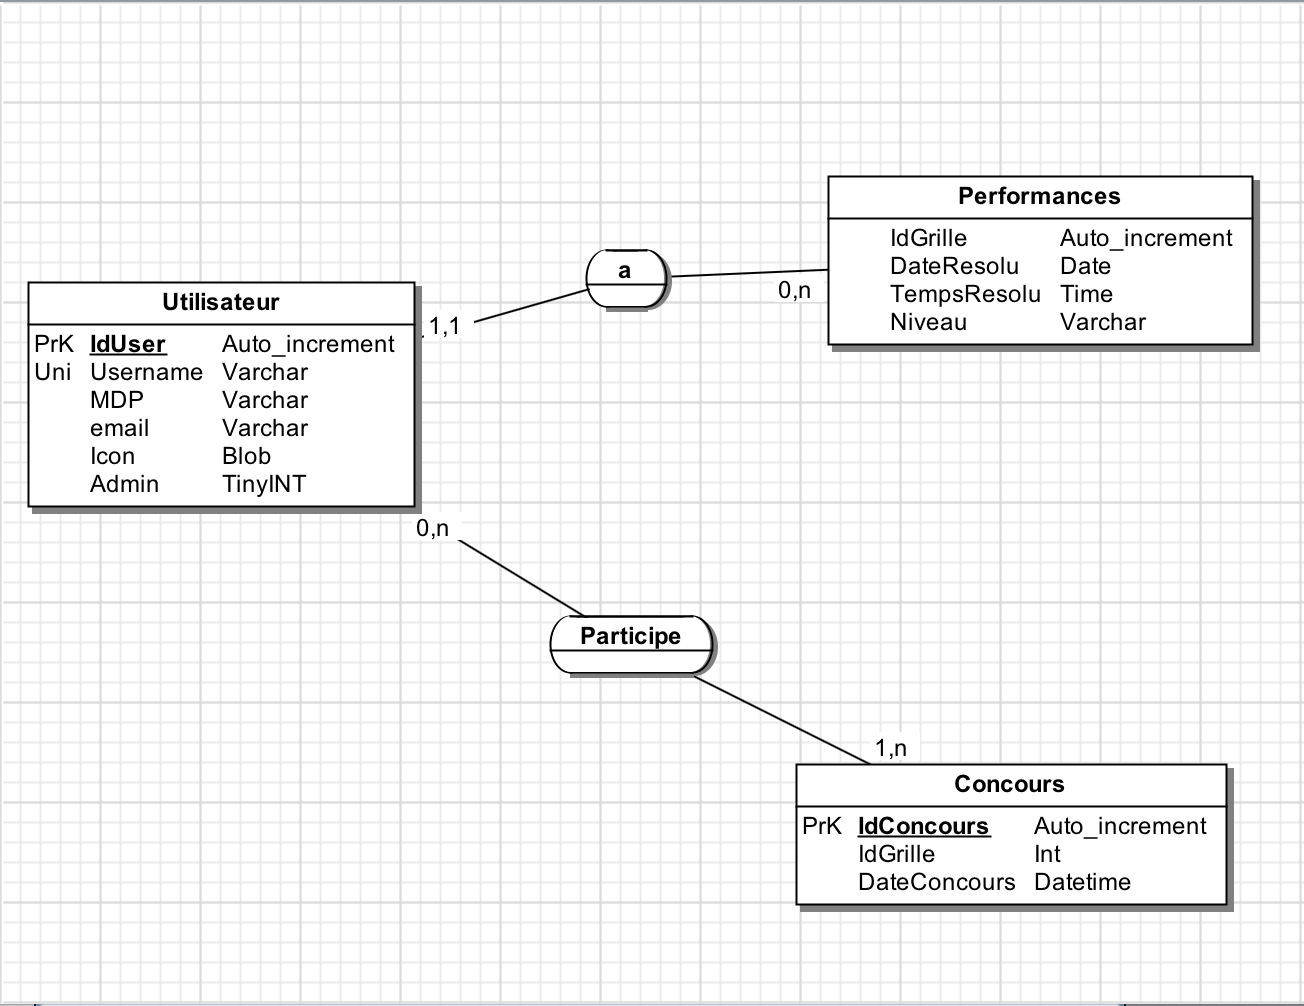 Performances
IdGrille Auto_increment
DateResolu Date
TempsResolu Time
Niveau Varchar
a
0,n
1,1
Utilisateur
PrK IdUser Auto_increment
Uni Username Varchar
MDP Varchar
email Varchar
Icon Blob
Admin TinyINT
0,n
Participe
1,n
Concours
PrK IdConcours Auto_increment
IdGrille Int
DateConcours Datetime